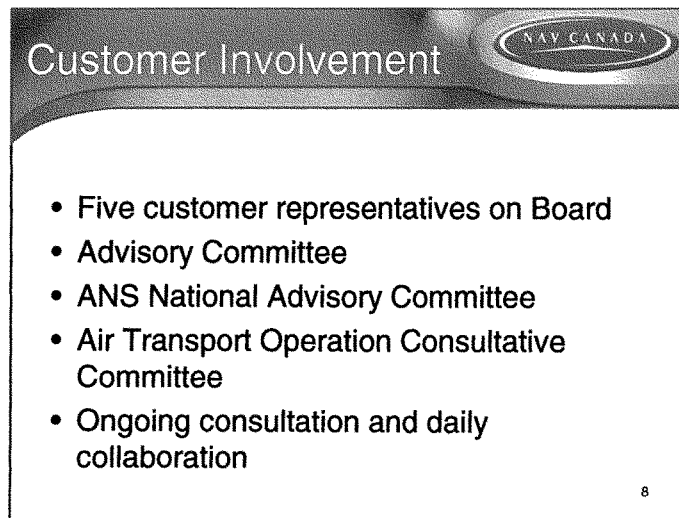 Customer Involvement
NAV CANADA
• Five customer representatives on Board
• Advisory Committee
• ANS National Advisory Committee
• Air Transport Operation Consultative
Committee
• Ongoing consultation and daily
collaboration
8